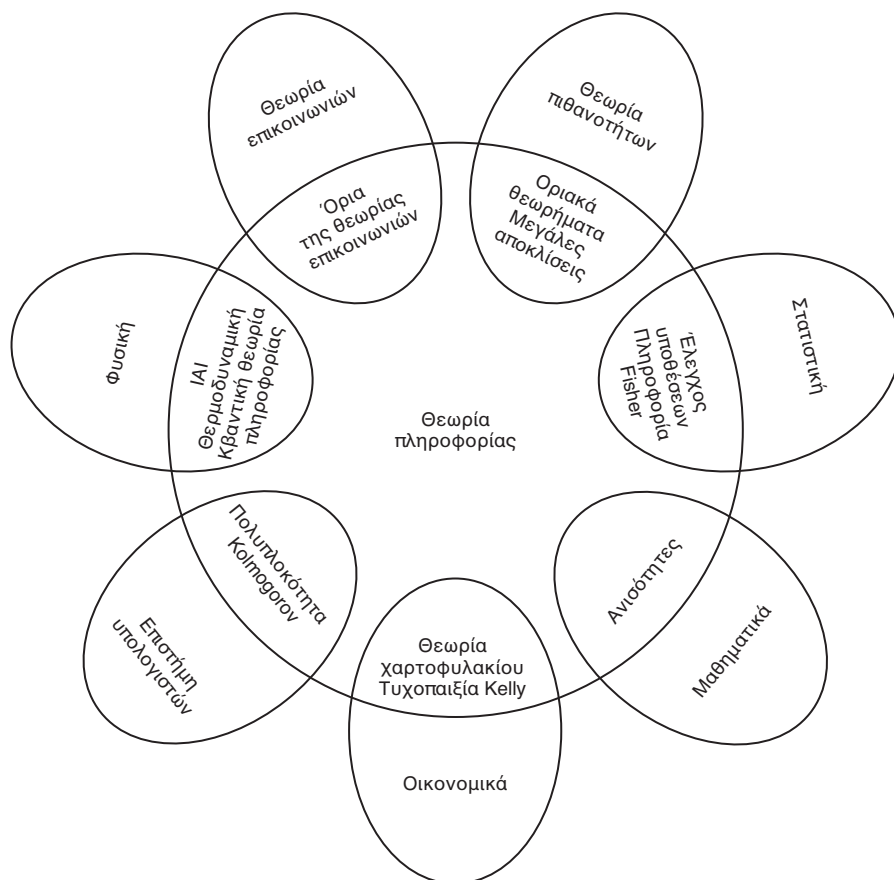 Θεωρία
επικοινωνιών
Θεωρία
πιθανοτήτων
Όρια
της θεωρίας
επικοινωνιών
Οριακά
θεωρήματα
Μεγάλες
αποκλίσεις
Φυσική
ΙΑΙ
Θερμοδυναμική
Κβαντική θεωρία
πληροφορίας
Θεωρία
πληροφορίας
Έλεγχος
υποθέσεων
Πληροφορία
Fisher
Στατιστική
Πολυπλοκότητα
Kolmogorov
Επιστήμη
υπολογιστών
Θεωρία
χαρτοφυλακίου
Τυχοπαιξία Kelly
Οικονομικά
Ανισότητες
Μαθηματικά